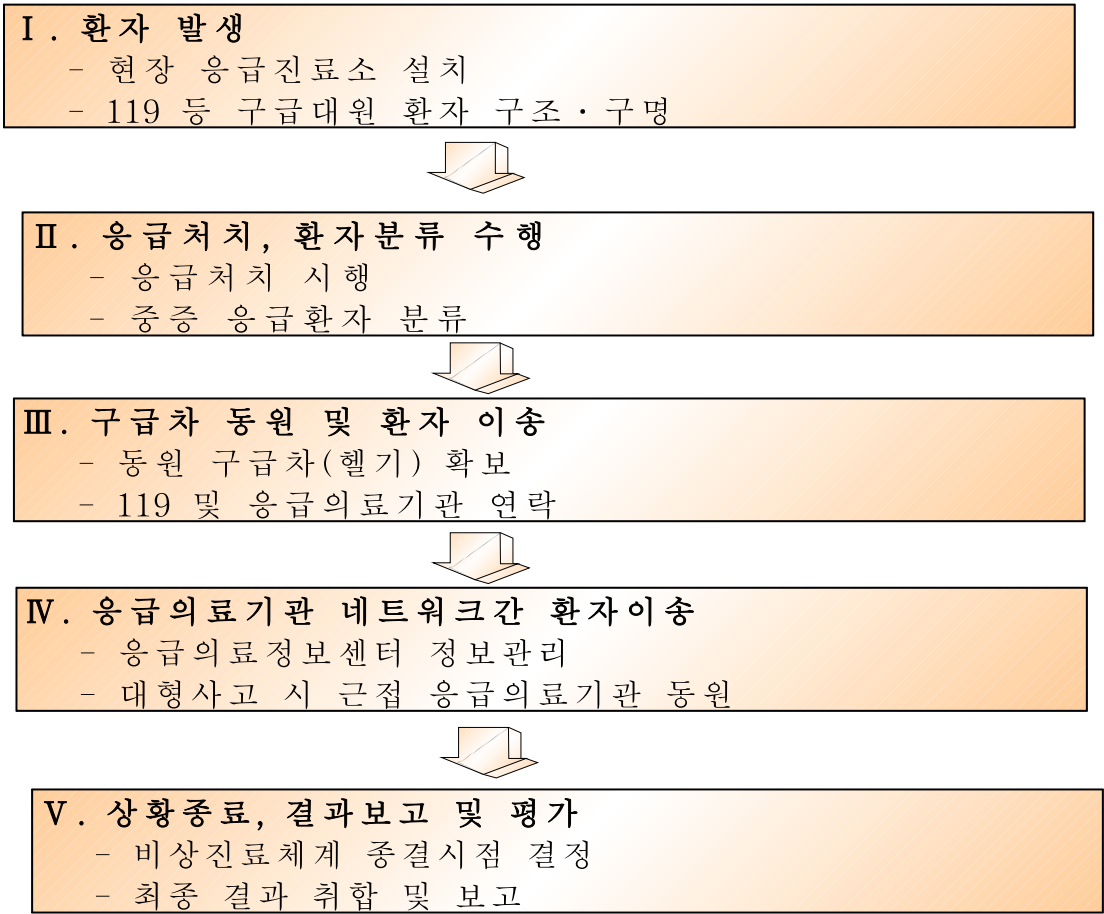 Ⅰ. 환자 발생
- 현장 응급진료소 설치
- 119 등 구급대원 환자 구조·구명
Ⅱ. 응급처치, 환자분류 수행
- 응급처치 시행
- 중증 응급환자 분류
Ⅲ. 구급차 동원 및 환자 이송
- 동원 구급차(헬기) 확보
- 119 및 응급의료기관 연락
Ⅳ. 응급의료기관 네트워크간 환자이송
- 응급의료정보센터 정보관리
- 대형사고 시 근접 응급의료기관 동원
Ⅴ. 상황종료, 결과보고 및 평가
- 비상진료체계 종결시점 결정
- 최종 결과 취합 및 보고